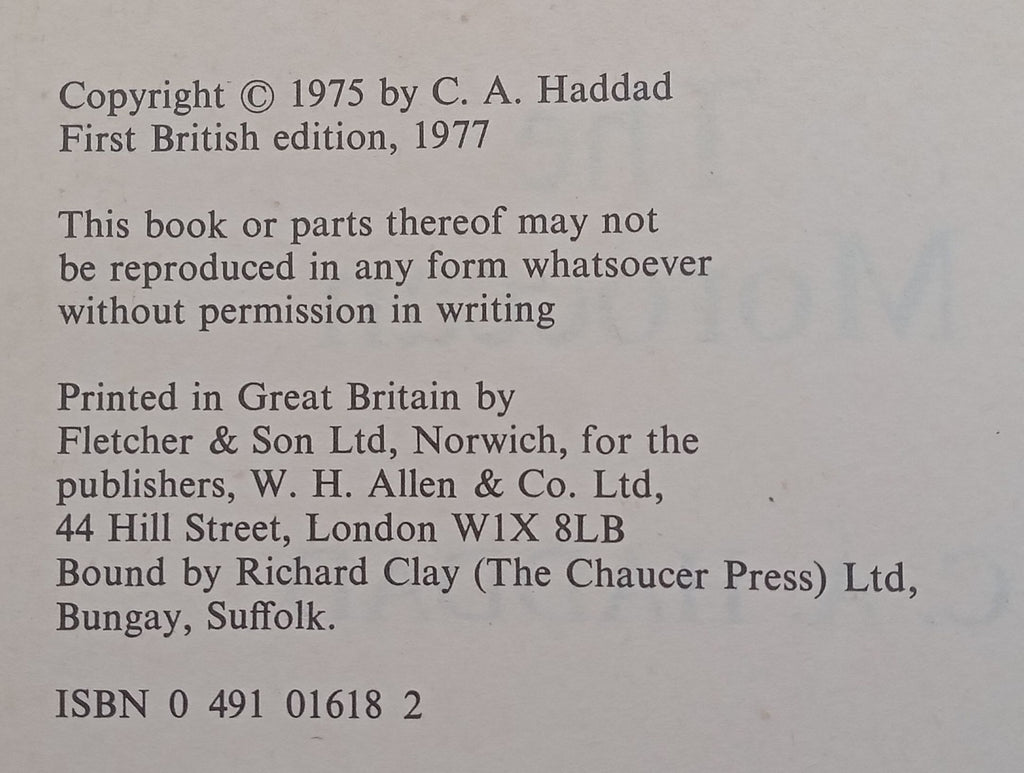 Copyright © 1975 by C. A. Haddad
First British edition, 1977
This book or parts thereof may not
be reproduced in any form whatsoever
without permission in writing
Printed in Great Britain by
Fletcher & Son Ltd, Norwich, for the
publishers, W. H. Allen & Co. Ltd,
44 Hill Street, London W1X 8LB
Bound by Richard Clay (The Chaucer Press) Ltd,
Bungay, Suffolk.
ISBN 0 491 01618 2